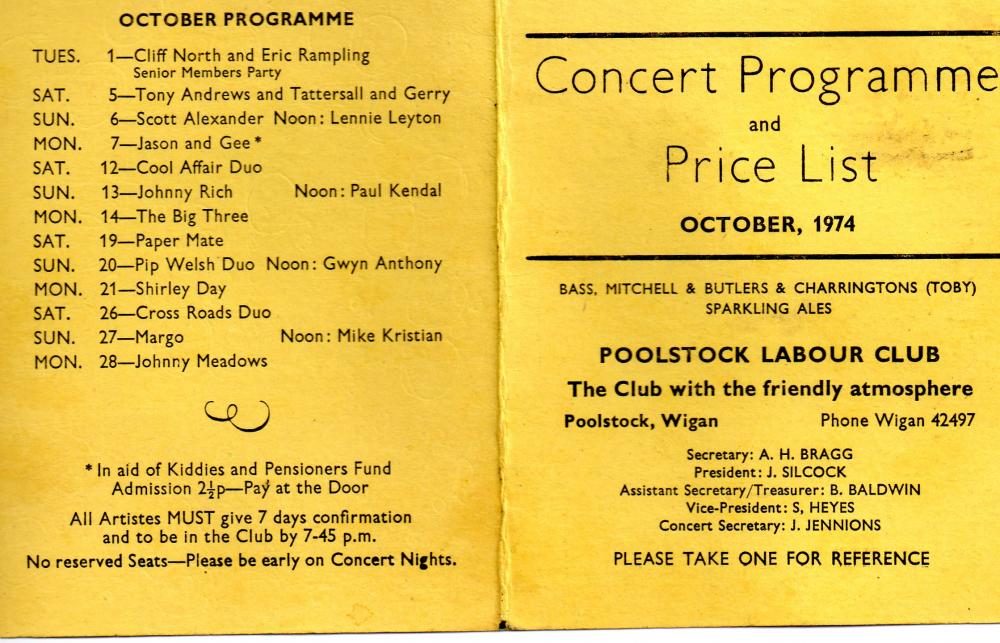 OCTOBER PROGRAMME
TUES. 1—Cliff North and Eric Rampling
Senior Members Party
SAT. 5—Tony Andrews and Tattersall and Gerry
SUN. 6—Scott Alexander Noon: Lennie Leyton
MON. 7—Jason and Gee*
SAT. 12—Cool Affair Duo
SUN. 13—Johnny Rich Noon: Paul Kendal
MON. 14—The Big Three
SAT. 19—Paper Mate
SUN. 20—Pip Welsh Duo Noon: Gwyn Anthony
MON. 21—Shirley Day
SAT. 26—Cross Roads Duo
SUN. 27—Margo Noon: Mike Kristian
MON. 28—Johnny Meadows
* In aid of Kiddies and Pensioners Fund
Admission 2½p—Pay at the Door
All Artistes MUST give 7 days confirmation
and to be in the Club by 7-45 p.m.
No reserved Seats—Please be early on Concert Nights.
Concert Programme
and
Price List
OCTOBER, 1974
BASS, MITCHELL & BUTLERS & CHARRINGTONS (TOBY)
SPARKLING ALES
POOLSTOCK LABOUR CLUB
The Club with the friendly atmosphere
Poolstock, Wigan Phone Wigan 42497
Secretary: A. H. BRAGG
President: J. SILCOCK
Assistant Secretary/Treasurer: B. BALDWIN
Vice-President: S, HEYES
Concert Secretary: J. JENNIONS
PLEASE TAKE ONE FOR REFERENCE